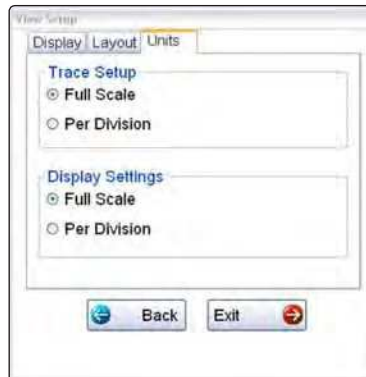 View Setup
Display Layout Units
Trace Setup
Full Scale
Per Division
Display Settings
Full Scale
Per Division
Back Exit